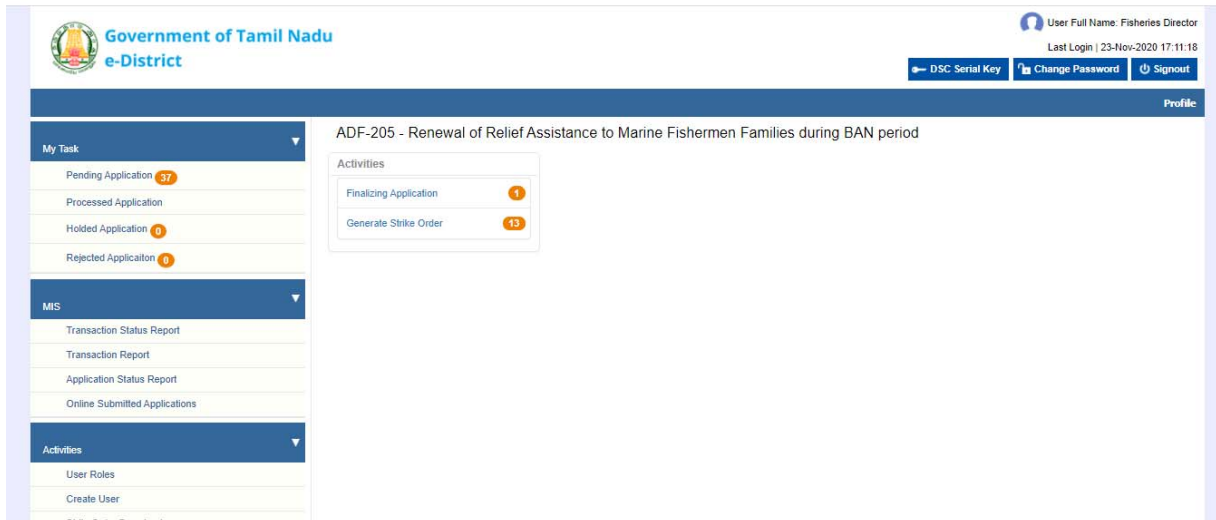 Government of Tamil Nadu
e-District
User Full Name: Fisheries Director
Last Login | 23-Nov-2020 17:11:18
DSC Serial Key Change Password Signout
Profile
My Task
Pending Application 37
Processed Application
Holded Application 0
Rejected Applicaiton 0
MIS
Transaction Status Report
Transaction Report
Application Status Report
Online Submitted Applications
Activities
User Roles
Create User
ADF-205 - Renewal of Relief Assistance to Marine Fishermen Families during BAN period
Activities
Finalizing Application 1
Generate Strike Order 13